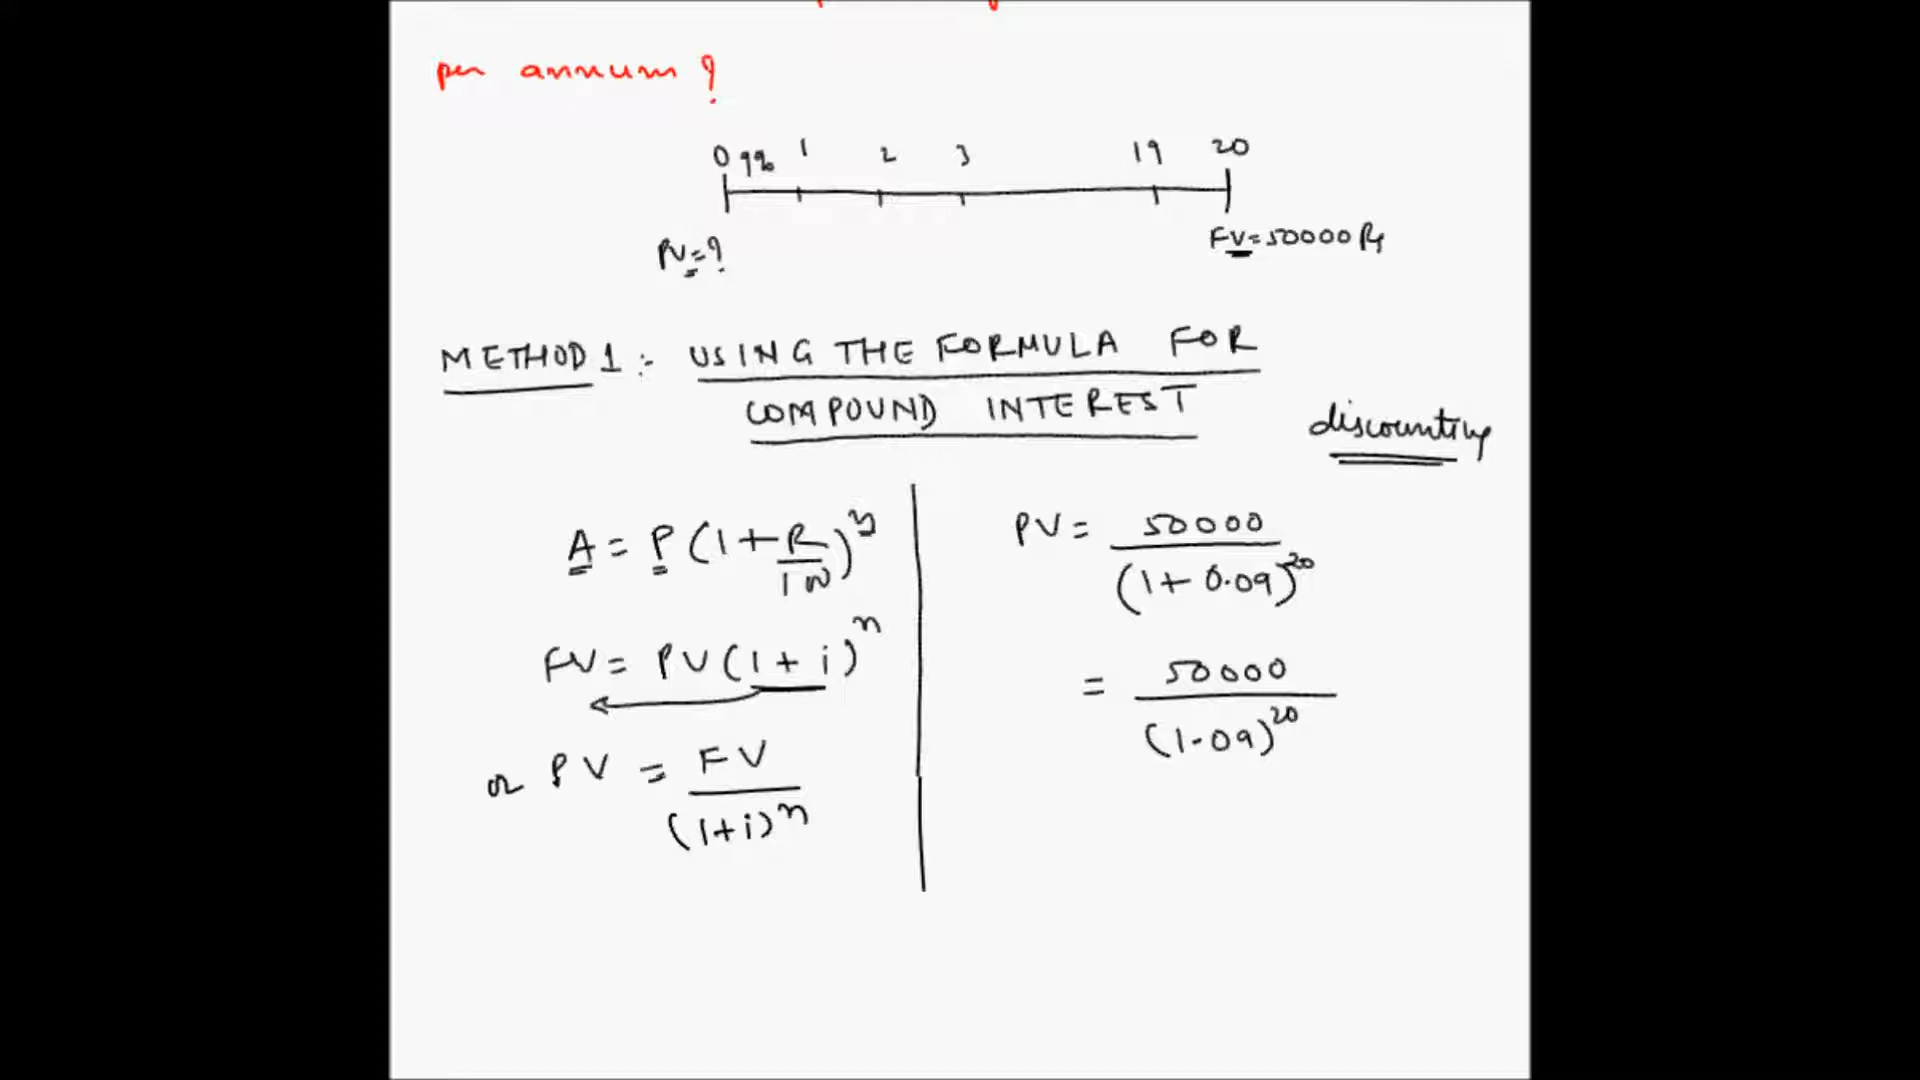 per annum?
0 9% 1 2 3 19 20
PV=? FV=50000 Rs
METHOD 1:- USING THE FORMULA FOR
COMPOUND INTEREST
discounting
A = P(1+R/100)^n
FV= PV(1+i)^n
or PV = FV/(1+i)^n
PV= 50000/(1+0.09)^20
= 50000/(1.09)^20